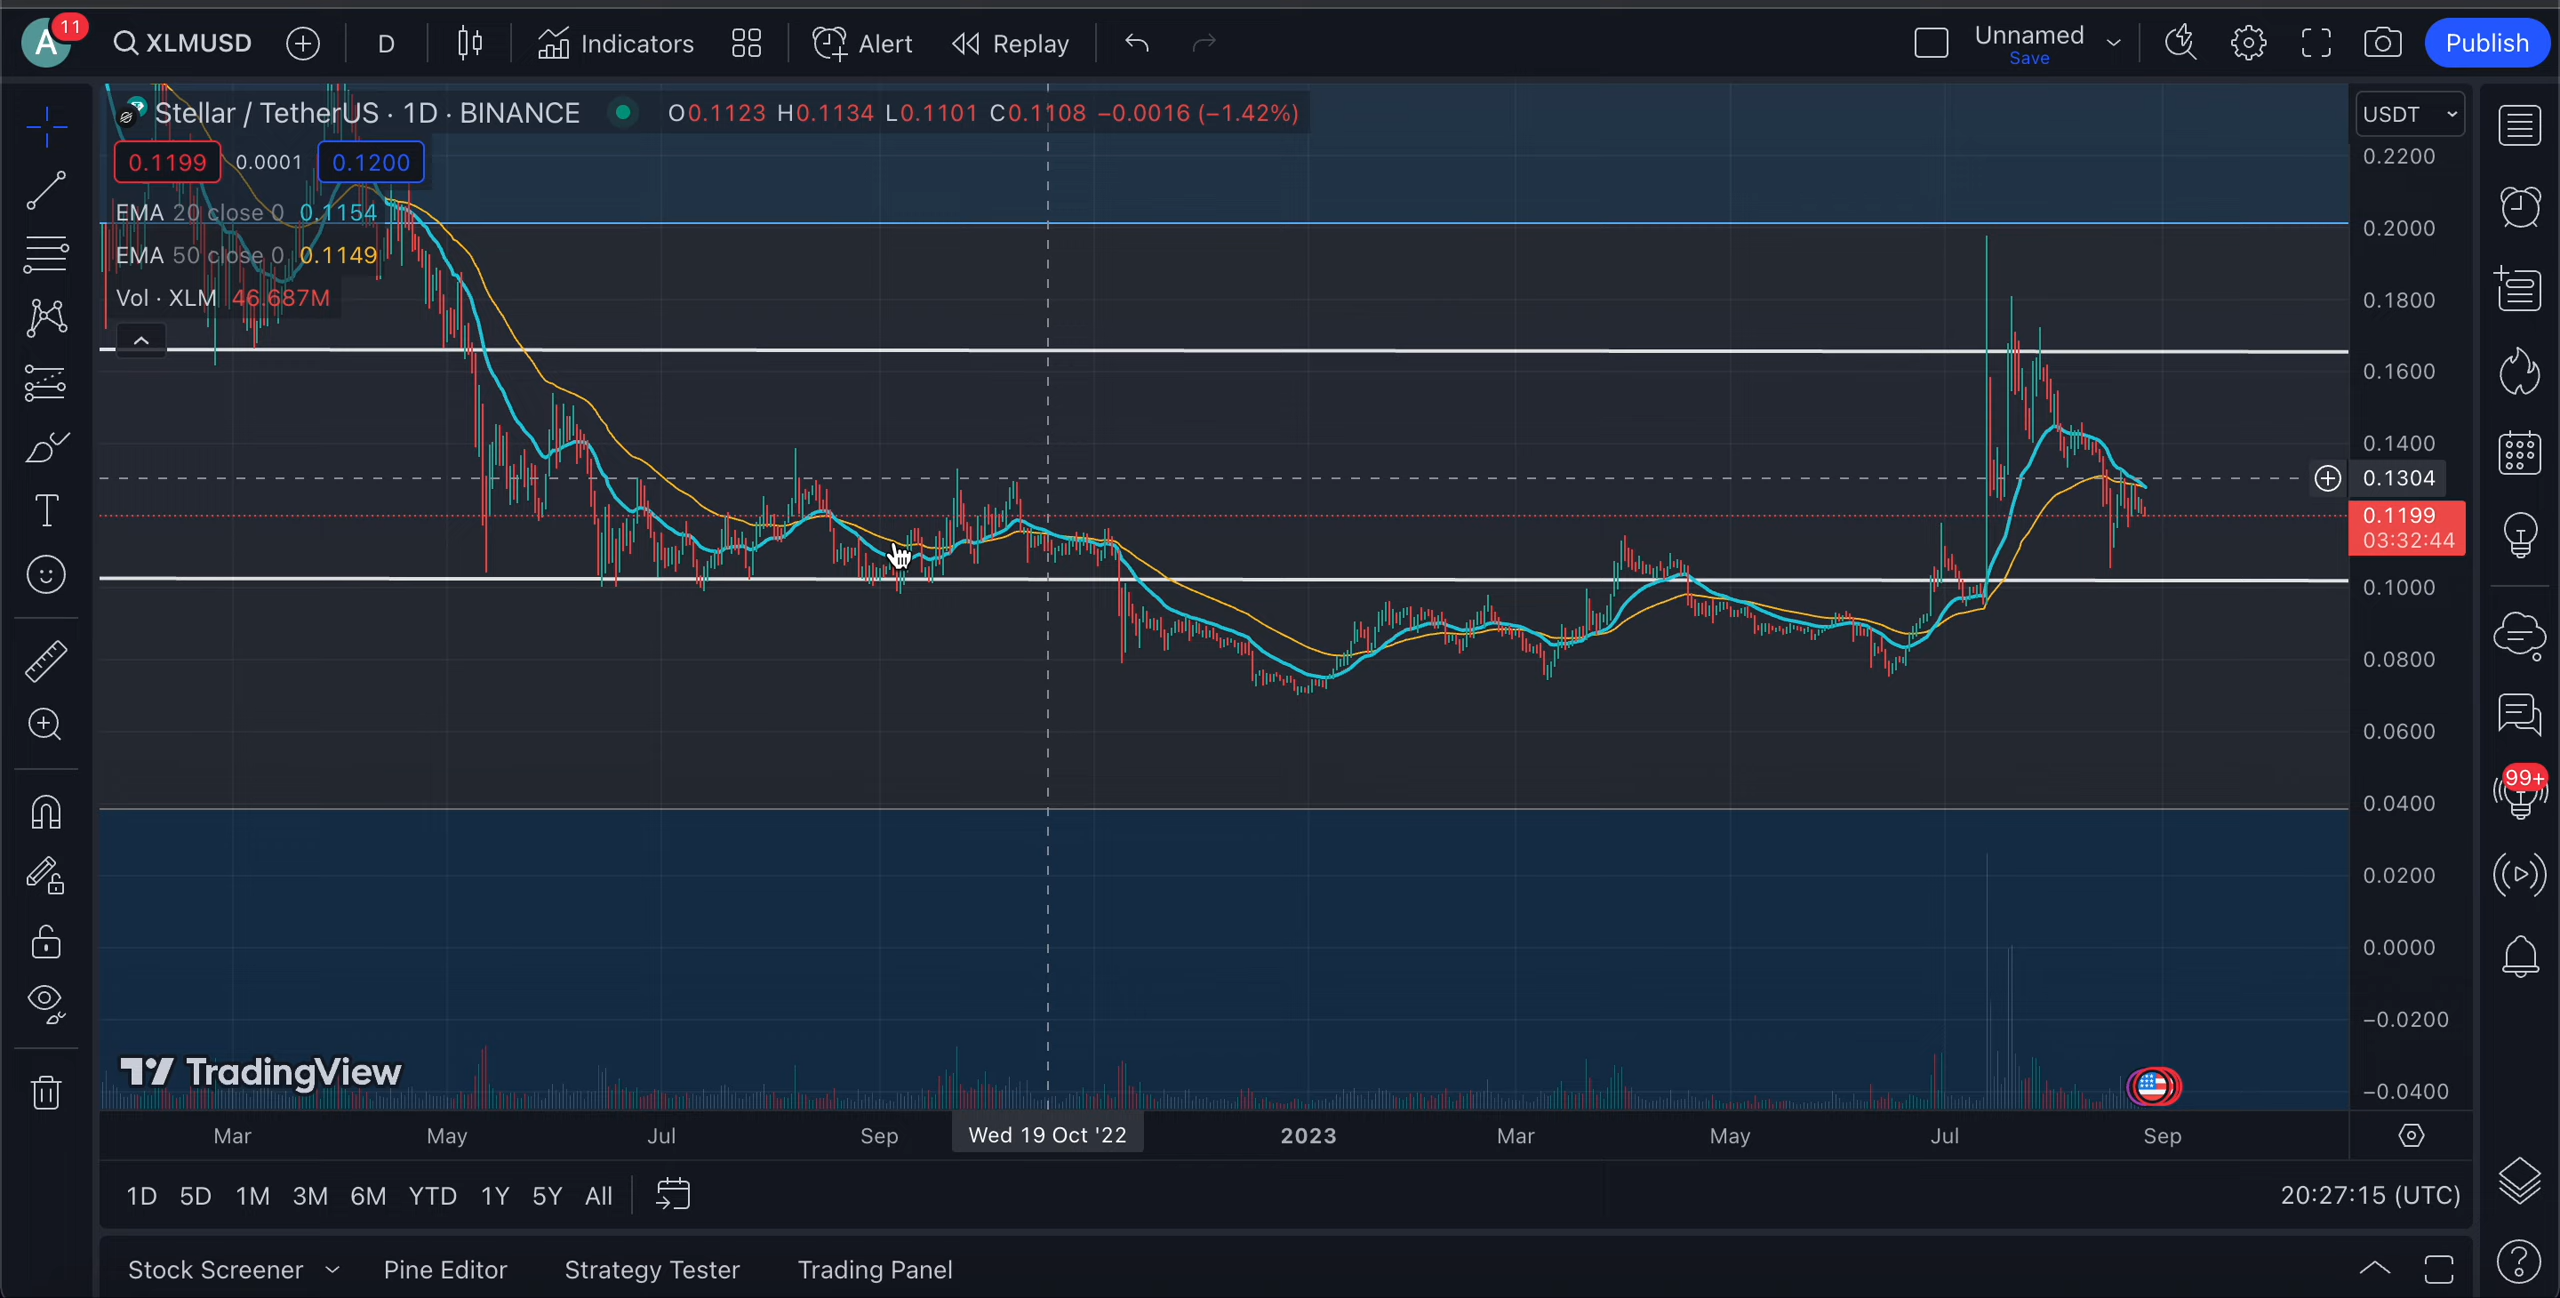 A 11 XLMUSD D Indicators Alert Replay Unnamed Save Publish
Stellar / TetherUS · 1D · BINANCE O0.1123 H0.1134 L0.1101 C0.1108 −0.0016 (−1.42%)
USDT
0.1199 0.0001 0.1200
EMA 20 close 0 0.1154
EMA 50 close 0 0.1149
Vol · XLM 46.687M
0.2200
0.2000
0.1800
0.1600
0.1400
0.1304
0.1199
03:32:44
0.1000
0.0800
0.0600
0.0400
0.0200
0.0000
−0.0200
−0.0400
99+
T
TradingView
Mar May Jul Sep Wed 19 Oct '22 2023 Mar May Jul Sep
1D 5D 1M 3M 6M YTD 1Y 5Y All 20:27:15 (UTC)
Stock Screener Pine Editor Strategy Tester Trading Panel